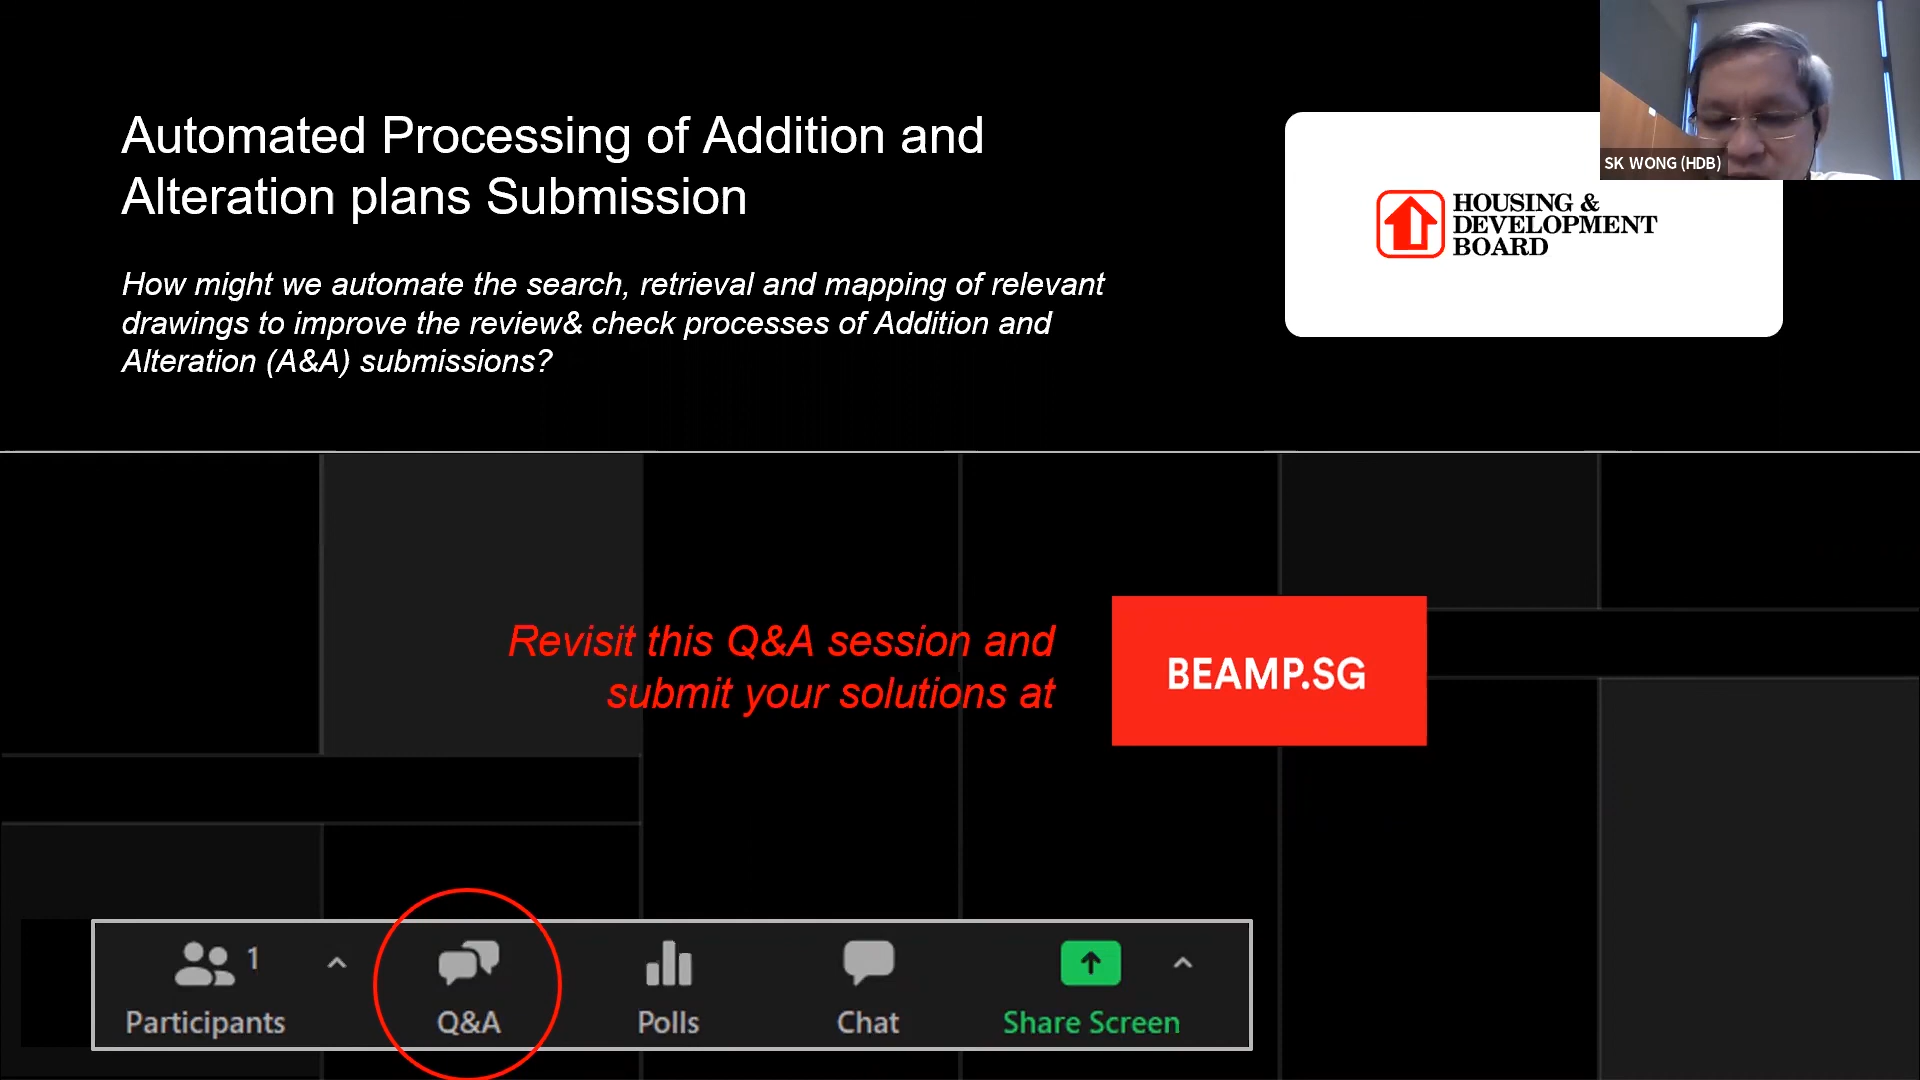 Automated Processing of Addition and
Alteration plans Submission
How might we automate the search, retrieval and mapping of relevant
drawings to improve the review& check processes of Addition and
Alteration (A&A) submissions?
SK WONG (HDB)
HOUSING &
DEVELOPMENT
BOARD
Revisit this Q&A session and
submit your solutions at
BEAMP.SG
1
Participants
Q&A
Polls
Chat
Share Screen